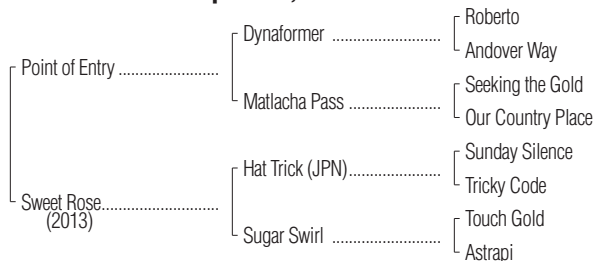 Roberto
Dynaformer
Andover Way
Point of Entry
Seeking the Gold
Matlacha Pass
Our Country Place
Sunday Silence
Hat Trick (JPN)
Tricky Code
Sweet Rose
(2013)
Touch Gold
Sugar Swirl
Astrapi